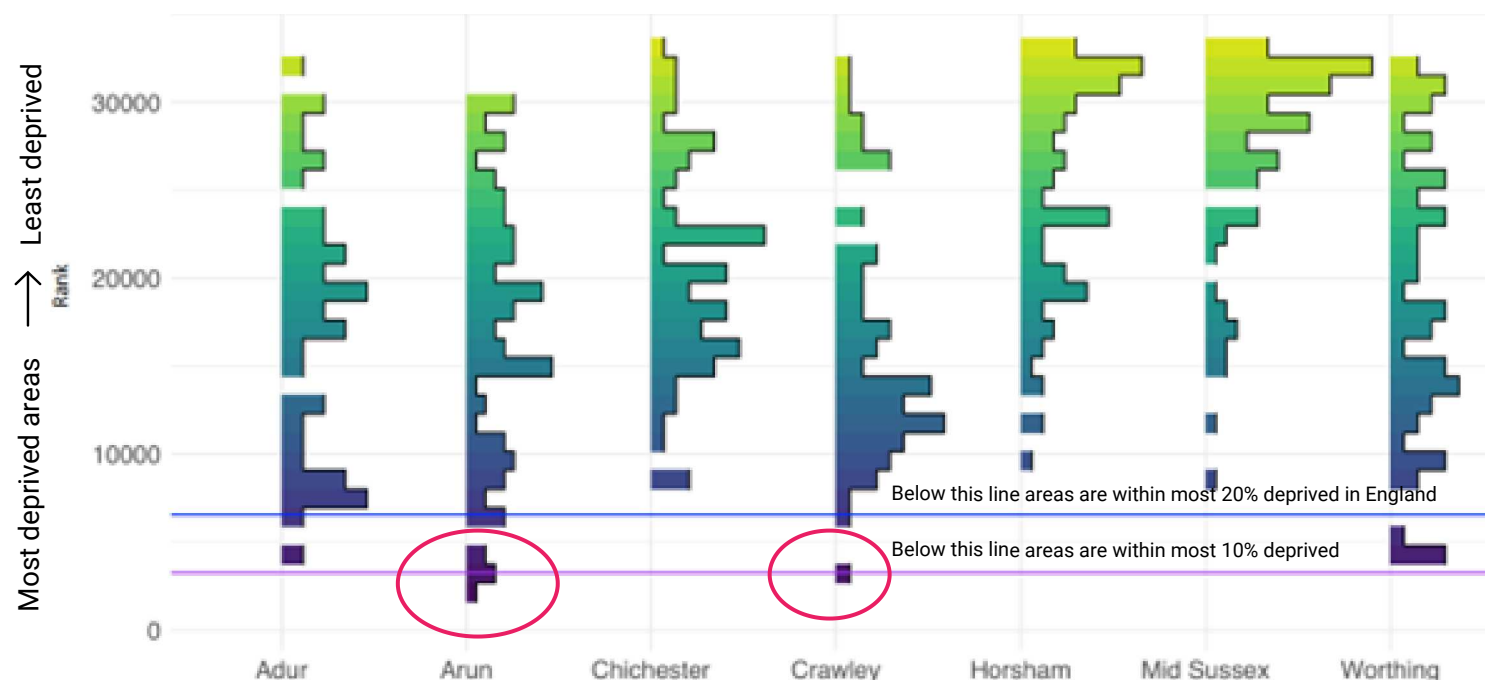 Least deprived
Most deprived areas
Rank
30000
20000
10000
0
Below this line areas are within most 20% deprived in England
Below this line areas are within most 10% deprived
Adur
Arun
Chichester
Crawley
Horsham
Mid Sussex
Worthing